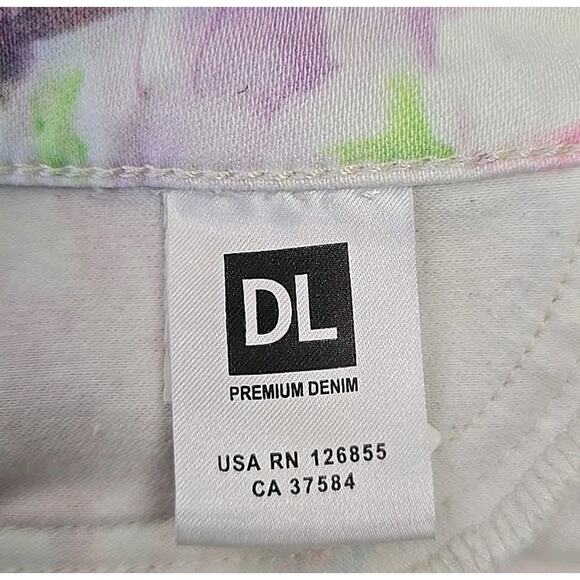 DL
PREMIUM DENIM
USA RN 126855
CA 37584